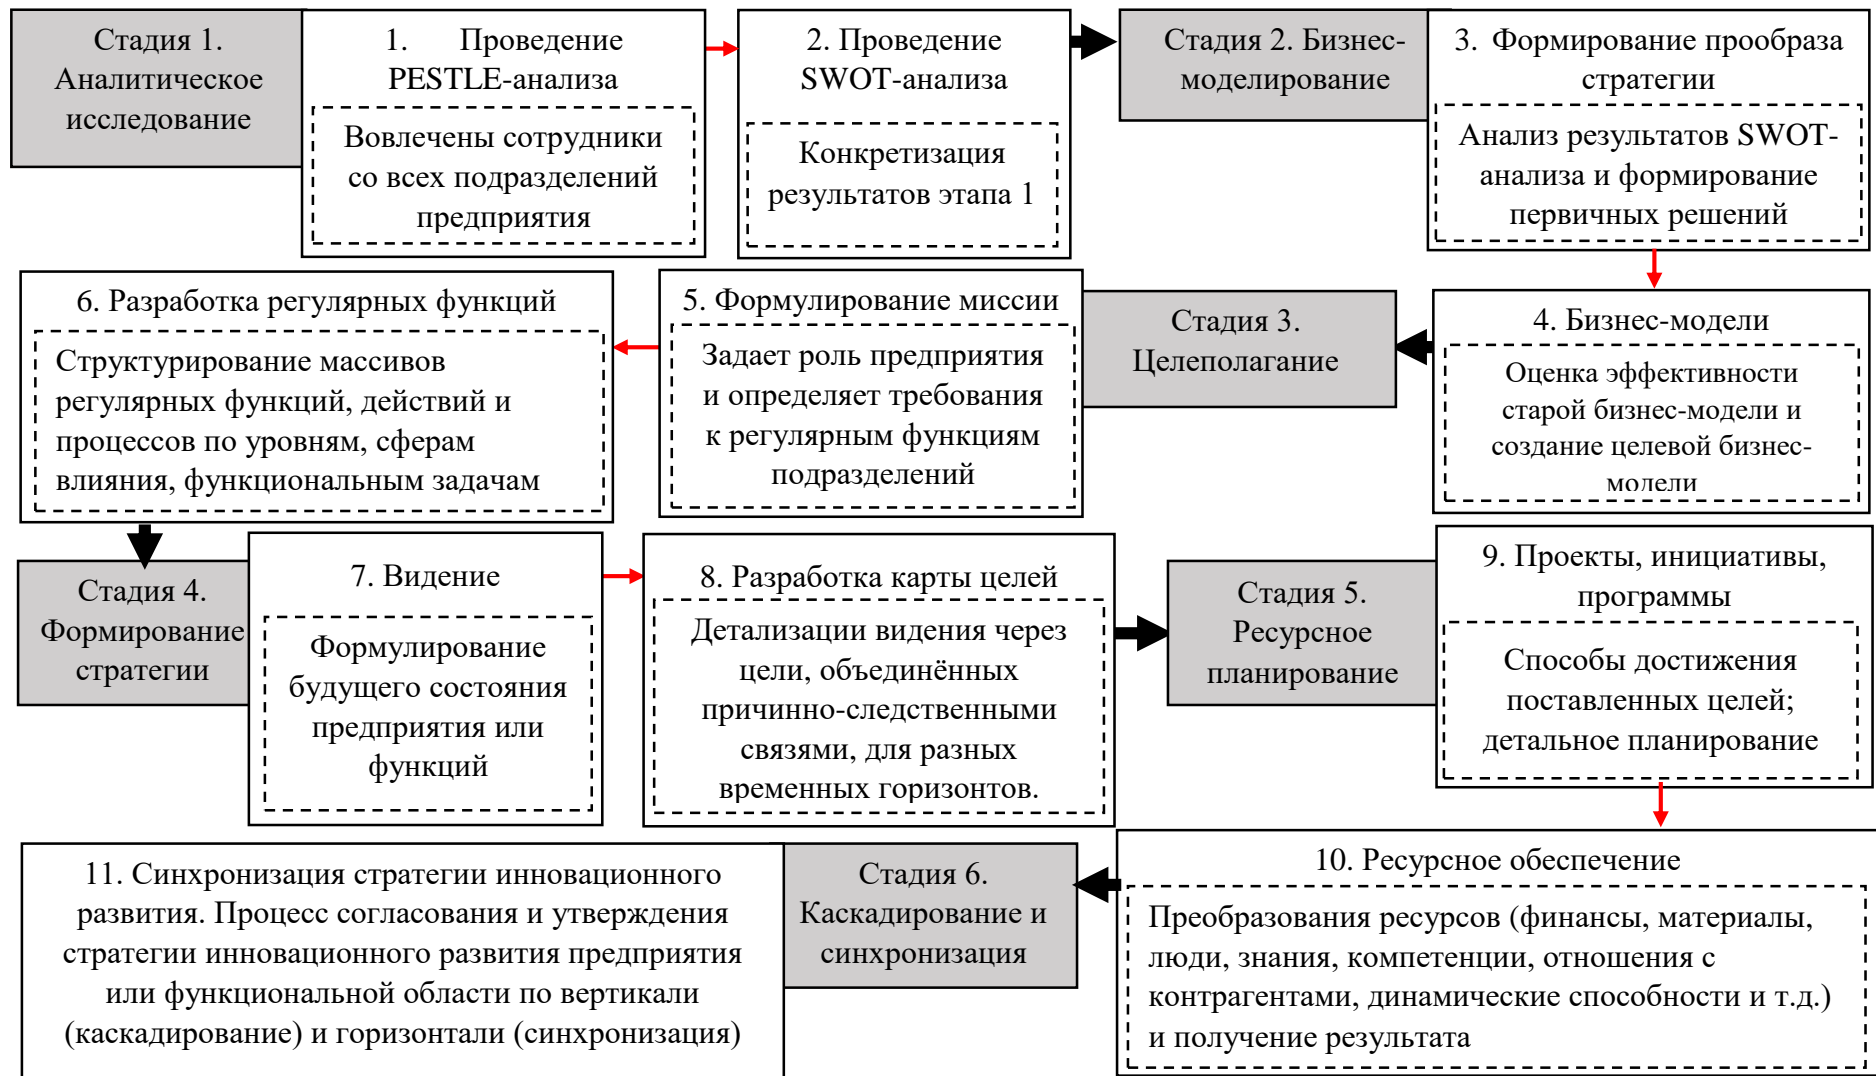 Стадия 1.
Аналитическое
исследование
1. Проведение
PESTLE-анализа
Вовлечены сотрудники
со всех подразделений
предприятия
2. Проведение
SWOT-анализа
Конкретизация
результатов этапа 1
Стадия 2. Бизнес-
моделирование
3. Формирование прообраза
стратегии
Анализ результатов SWOT-
анализа и формирование
первичных решений
4. Бизнес-модели
Оценка эффективности
старой бизнес-модели и
создание целевой бизнес-
модели
Стадия 3.
Целеполагание
5. Формулирование миссии
Задает роль предприятия
и определяет требования
к регулярным функциям
подразделений
6. Разработка регулярных функций
Структурирование массивов
регулярных функций, действий и
процессов по уровням, сферам
влияния, функциональным задачам
Стадия 4.
Формирование
стратегии
7. Видение
Формулирование
будущего состояния
предприятия или
функций
8. Разработка карты целей
Детализации видения через
цели, объединённых
причинно-следственными
связями, для разных
временных горизонтов.
Стадия 5.
Ресурсное
планирование
9. Проекты, инициативы,
программы
Способы достижения
поставленных целей;
детальное планирование
10. Ресурсное обеспечение
Преобразования ресурсов (финансы, материалы,
люди, знания, компетенции, отношения с
контрагентами, динамические способности и т.д.)
и получение результата
Стадия 6.
Каскадирование и
синхронизация
11. Синхронизация стратегии инновационного
развития. Процесс согласования и утверждения
стратегии инновационного развития предприятия
или функциональной области по вертикали
(каскадирование) и горизонтали (синхронизация)